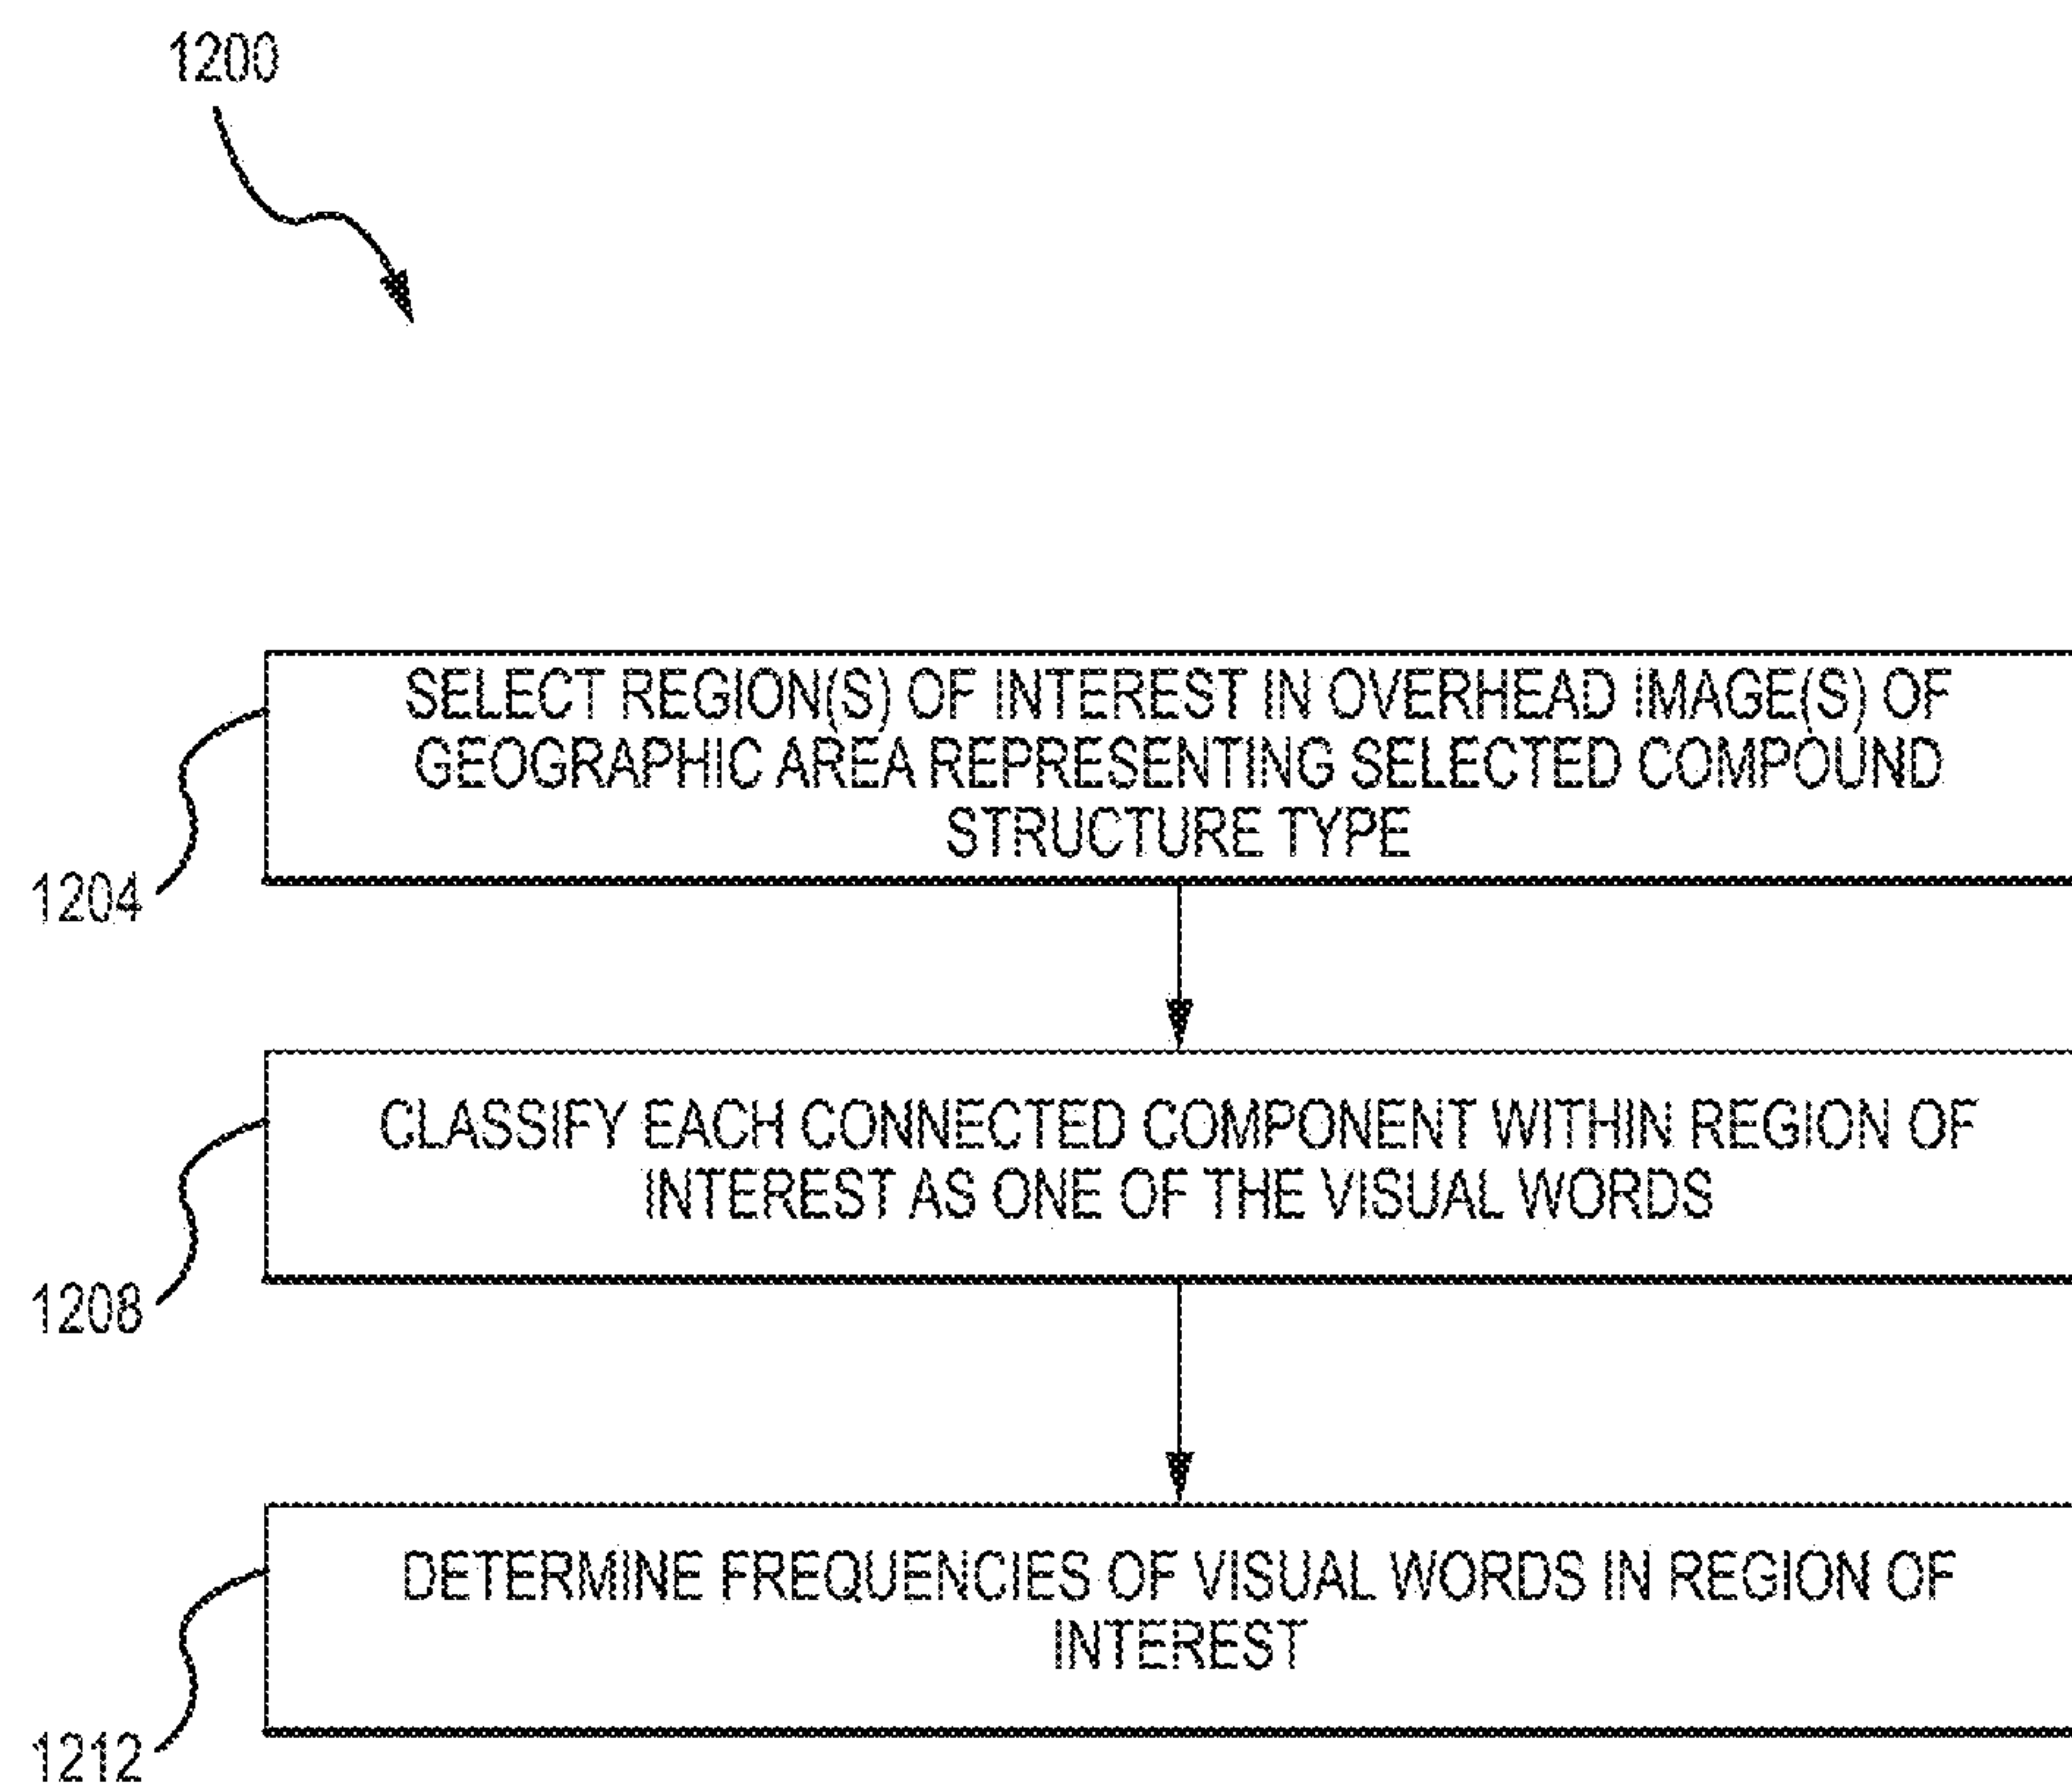 1200
SELECT REGION(S) OF INTEREST IN OVERHEAD IMAGE(S) OF
GEOGRAPHIC AREA REPRESENTING SELECTED COMPOUND
STRUCTURE TYPE
1204
CLASSIFY EACH CONNECTED COMPONENT WITHIN REGION OF
INTEREST AS ONE OF THE VISUAL WORDS
1208
DETERMINE FREQUENCIES OF VISUAL WORDS IN REGION OF
INTEREST
1212